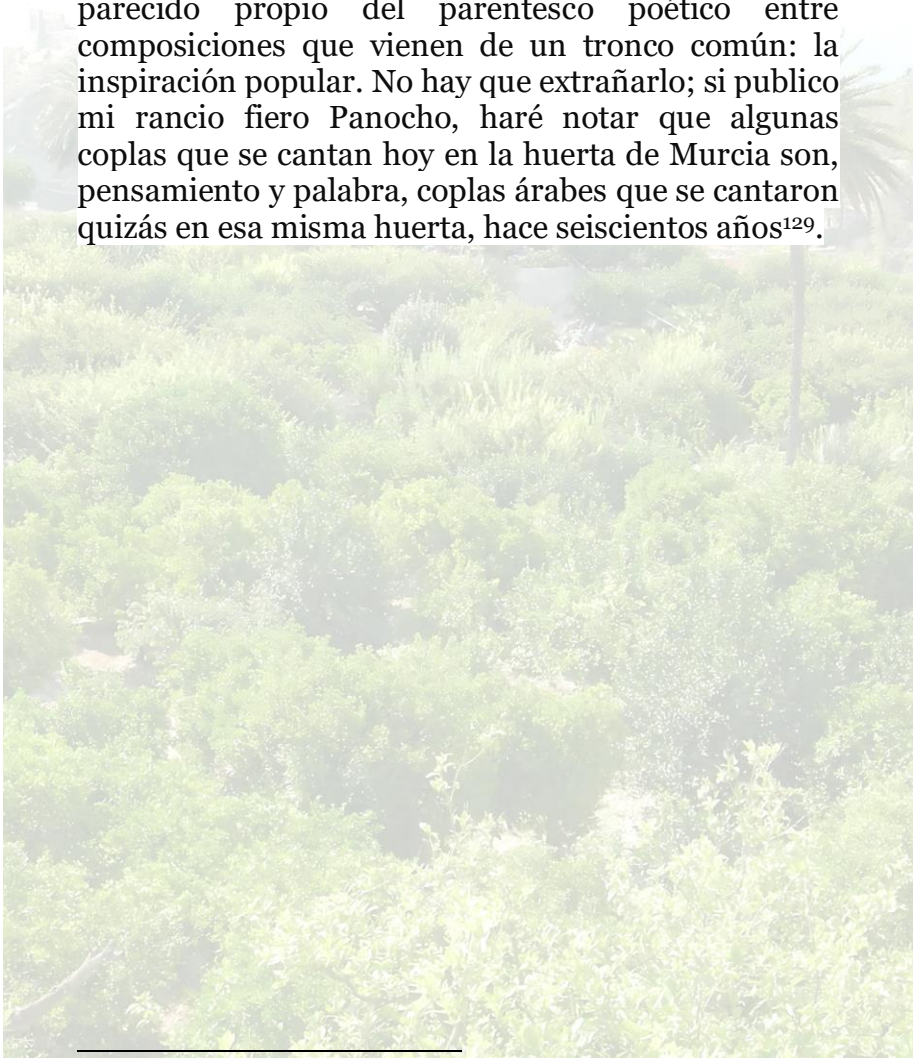 parecido propio del parentesco poético entre
composiciones que vienen de un tronco común: la
inspiración popular. No hay que extrañarlo; si publico
mi rancio fiero Panocho, haré notar que algunas
coplas que se cantan hoy en la huerta de Murcia son,
pensamiento y palabra, coplas árabes que se cantaron
quizás en esa misma huerta, hace seiscientos años¹²⁹.